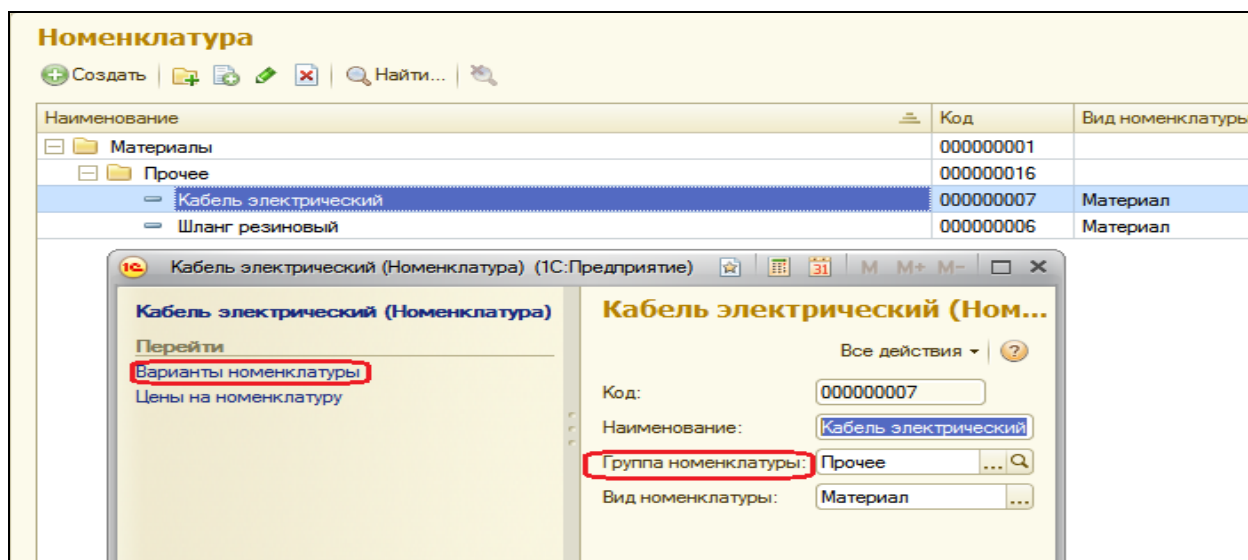 Номенклатура
Создать Найти...
Наименование Код Вид номенклатуры
Материалы 000000001
Прочее 000000016
Кабель электрический 000000007 Материал
Шланг резиновый 000000006 Материал
1С Кабель электрический (Номенклатура) (1С:Предприятие) 31 M M+ M-
Кабель электрический (Номенклатура)
Перейти
Варианты номенклатуры
Цены на номенклатуру
Кабель электрический (Ном...
Все действия ?
Код: 000000007
Наименование: Кабель электрический
Группа номенклатуры: Прочее ...
Вид номенклатуры: Материал ...